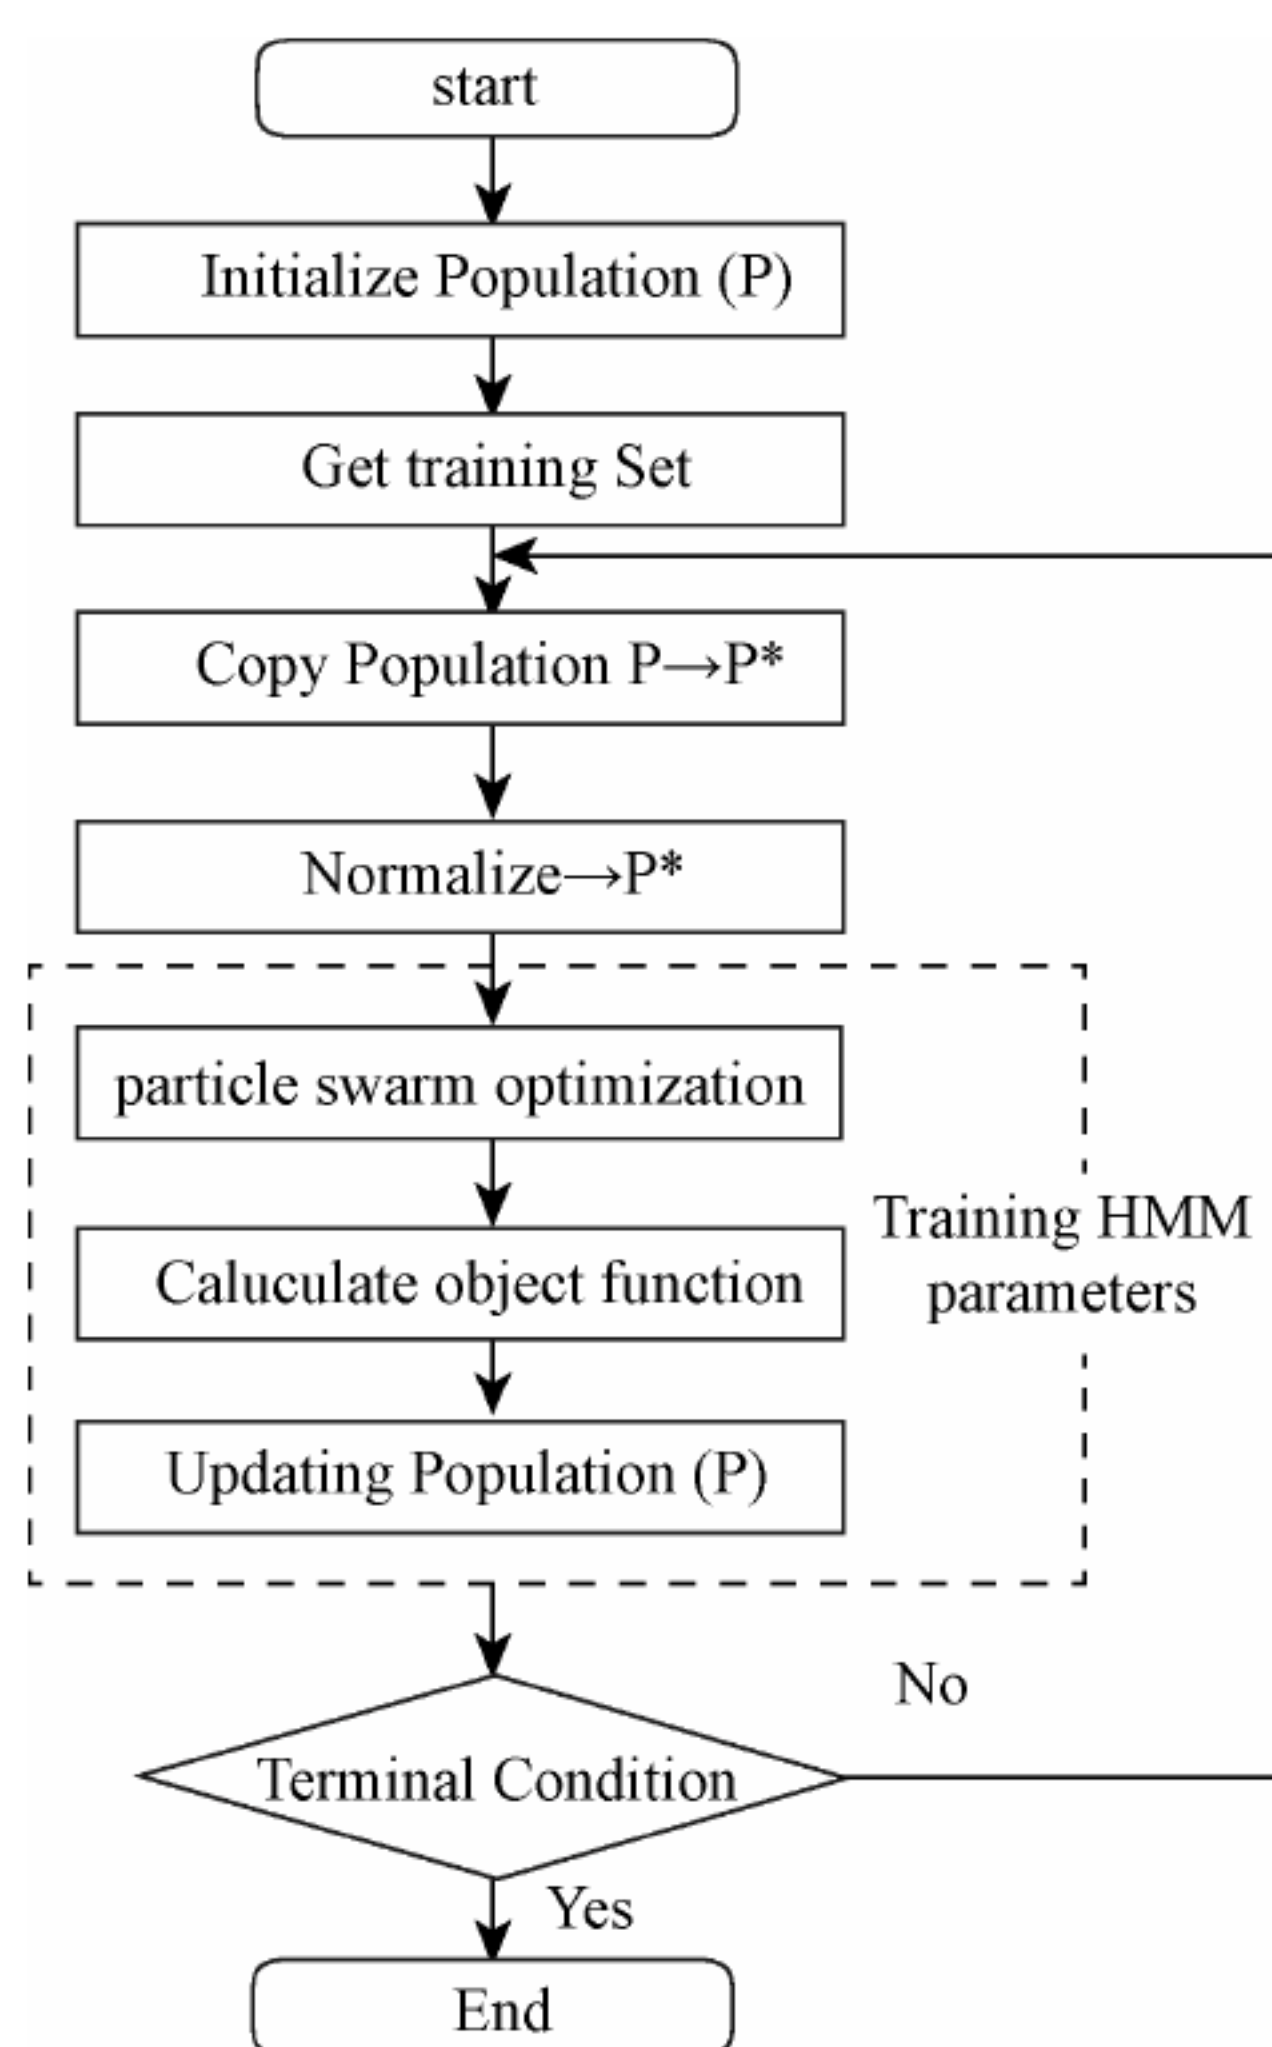 start
Initialize Population (P)
Get training Set
Copy Population P→P*
Normalize→P*
particle swarm optimization
Caluculate object function
Training HMM
parameters
Updating Population (P)
No
Terminal Condition
Yes
End